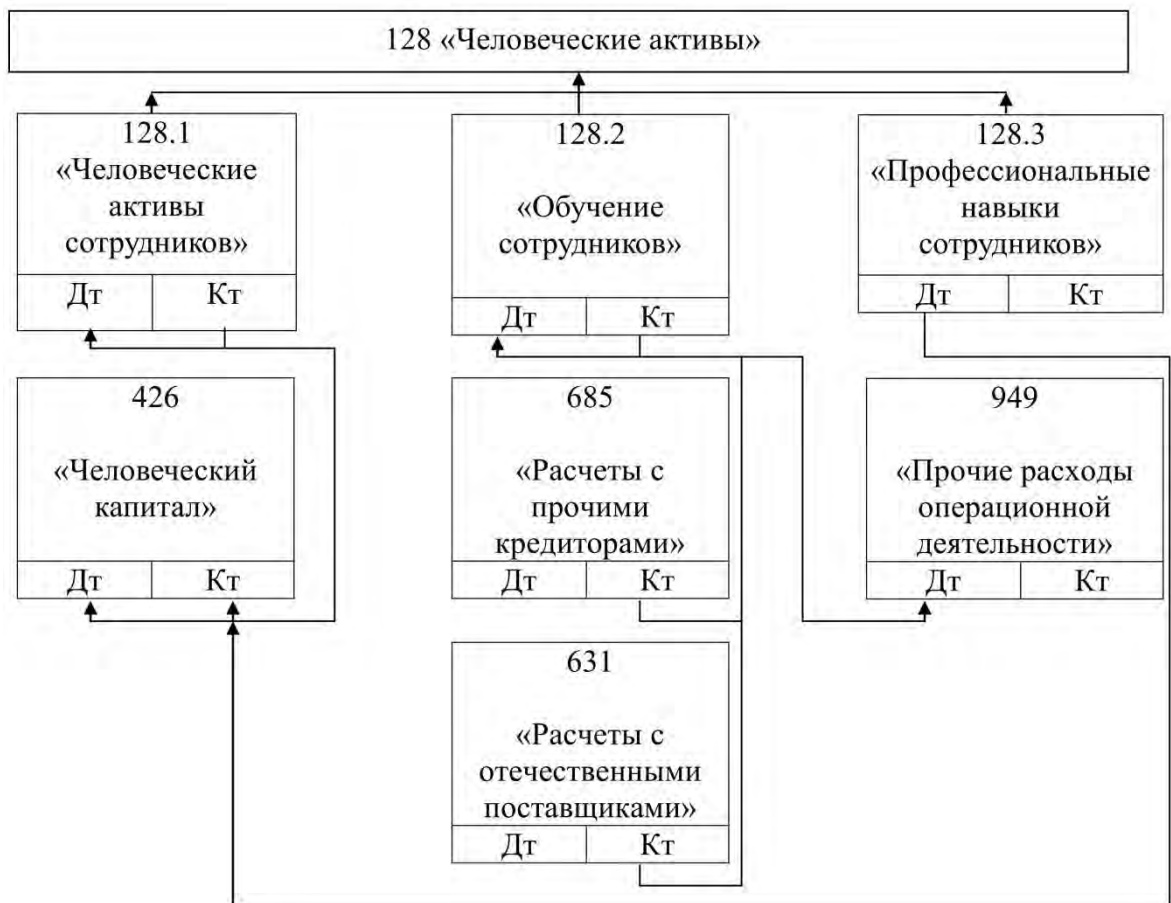 128 «Человеческие активы»
128.1
«Человеческие
активы
сотрудников»
Дт Кт
128.2
«Обучение
сотрудников»
Дт Кт
128.3
«Профессиональные
навыки
сотрудников»
Дт Кт
426
«Человеческий
капитал»
Дт Кт
685
«Расчеты с
прочими
кредиторами»
Дт Кт
949
«Прочие расходы
операционной
деятельности»
Дт Кт
631
«Расчеты с
отечественными
поставщиками»
Дт Кт